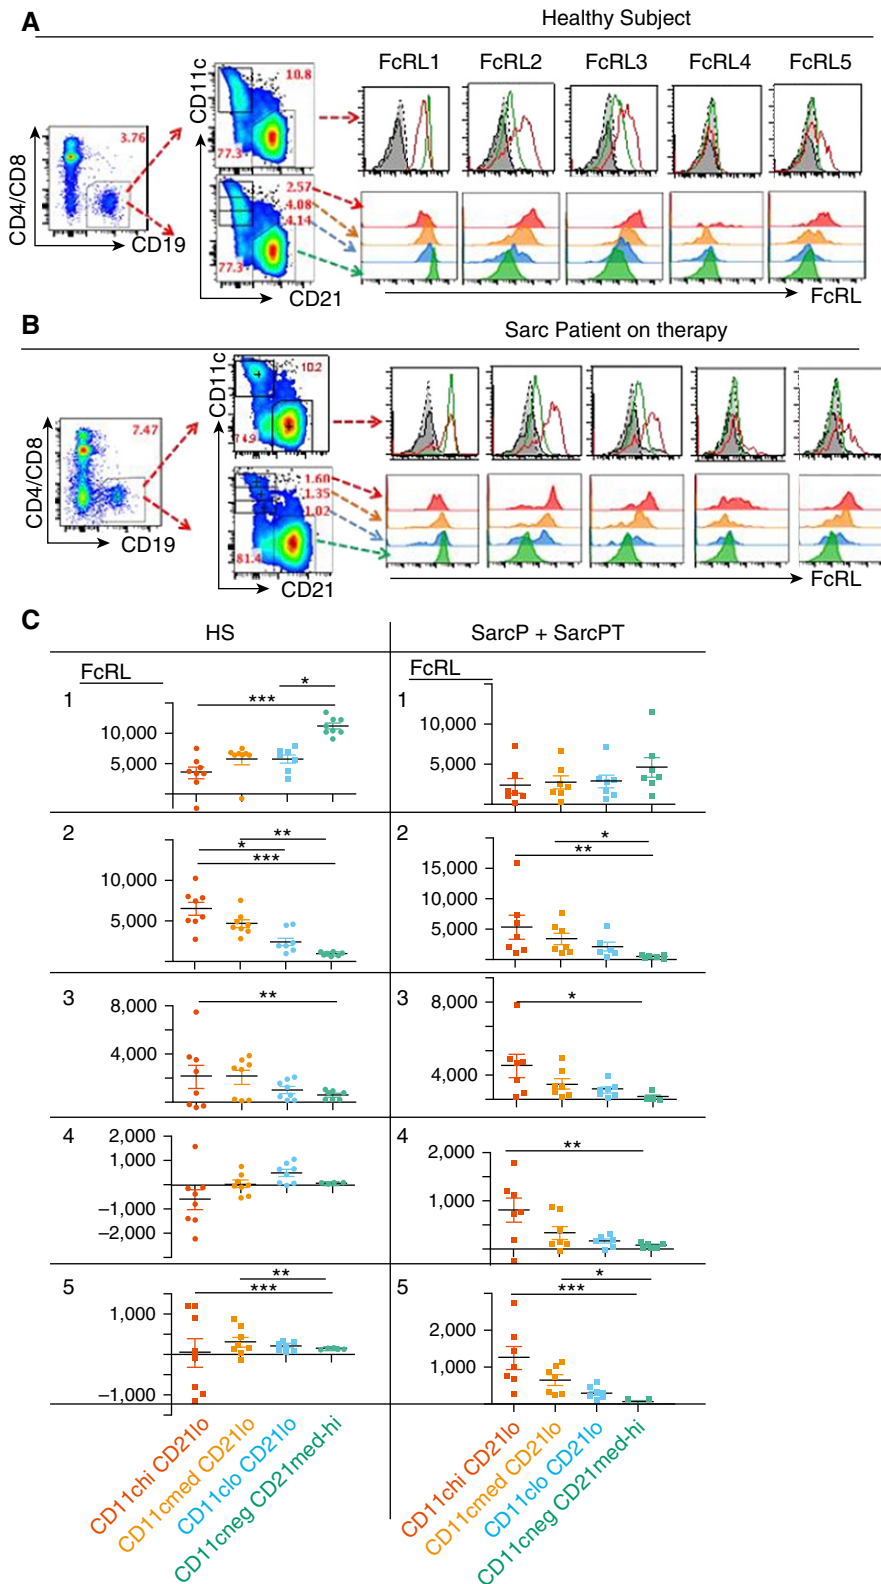 A
Healthy Subject
FcRL1 FcRL2 FcRL3 FcRL4 FcRL5
CD11c
10.8
77.3
CD4/CD8
3.76
CD19
2.57
4.08
4.14
77.3
CD21
FcRL
B
Sarc Patient on therapy
CD11c
10.2
74.9
CD4/CD8
7.47
CD19
1.60
1.35
1.02
81.4
CD21
FcRL
C
HS SarcP + SarcPT
FcRL FcRL
1
10,000
5,000
*
***
1
10,000
5,000
2
10,000
5,000
**
*
***
2
15,000
10,000
5,000
*
**
3
8,000
4,000
**
3
8,000
4,000
*
4
2,000
1,000
−1,000
−2,000
4
2,000
1,000
**
5
1,000
−1,000
**
***
5
2,000
1,000
*
***
CD11chi CD21lo
CD11cmed CD21lo
CD11clo CD21lo
CD11cneg CD21med-hi
CD11chi CD21lo
CD11cmed CD21lo
CD11clo CD21lo
CD11cneg CD21med-hi